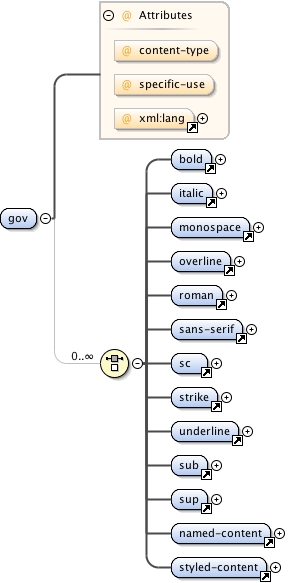 Attributes
@ content-type
@ specific-use
@ xml:lang
bold
italic
gov
monospace
overline
roman
sans-serif
0..∞
sc
strike
underline
sub
sup
named-content
styled-content